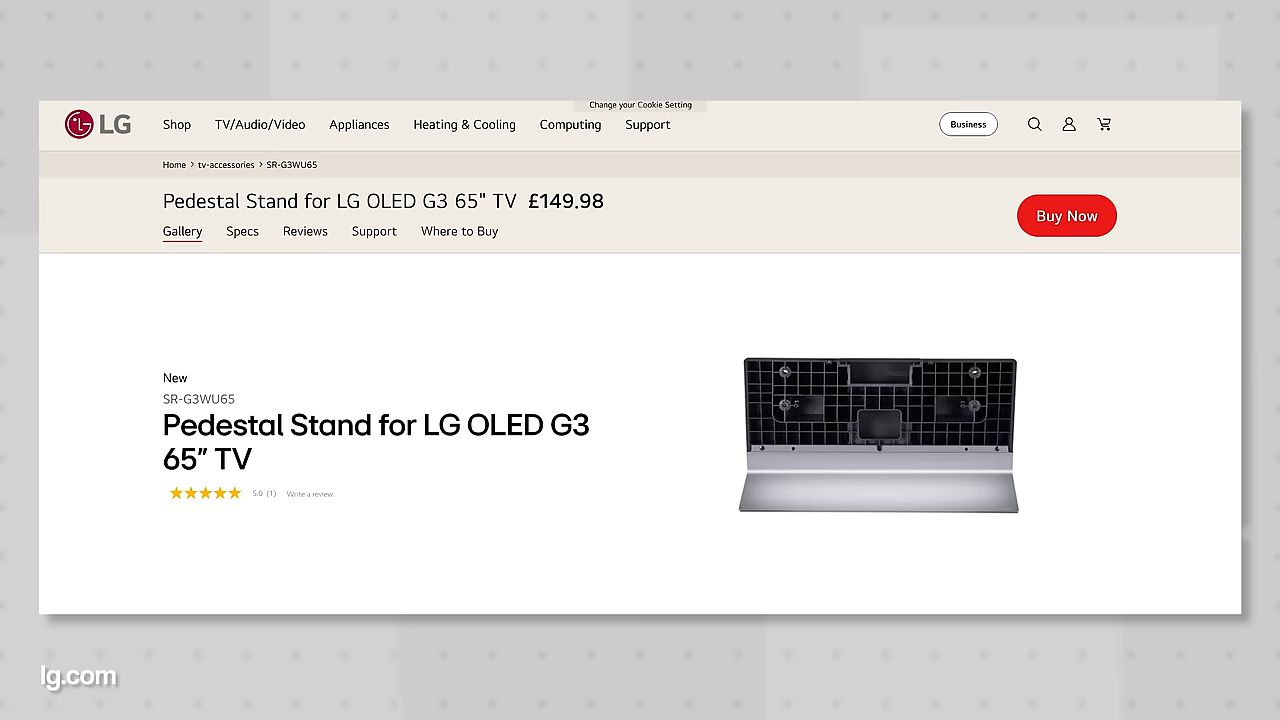 Change your Cookie Setting
LG
Shop TV/Audio/Video Appliances Heating & Cooling Computing Support
Business
Home > tv-accessories > SR-G3WU65
Pedestal Stand for LG OLED G3 65" TV £149.98
Buy Now
Gallery Specs Reviews Support Where to Buy
New
SR-G3WU65
Pedestal Stand for LG OLED G3
65” TV
5.0 (1) Write a review
lg.com